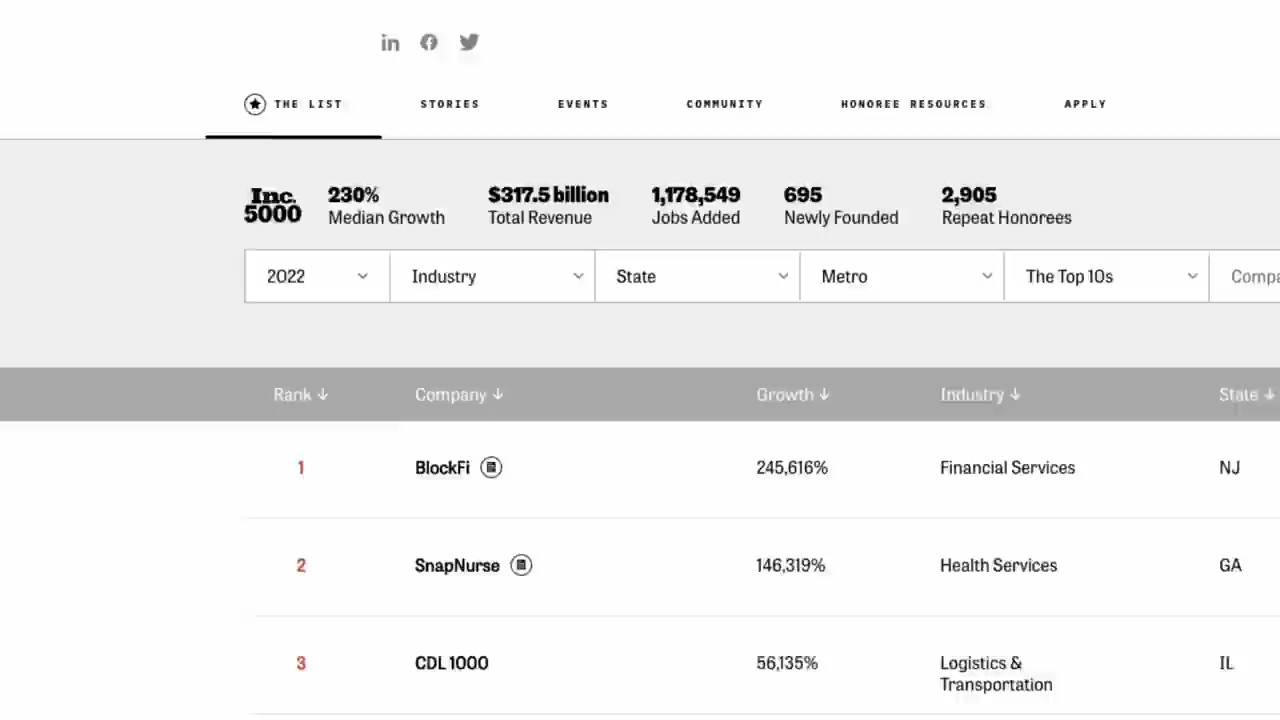 THE LIST STORIES EVENTS COMMUNITY HONOREE RESOURCES APPLY
Inc. 5000
230% $317.5 billion 1,178,549 695 2,905
Median Growth Total Revenue Jobs Added Newly Founded Repeat Honorees
2022 Industry State Metro The Top 10s Compa
Rank ↓ Company ↓ Growth ↓ Industry ↓ State ↓
1 BlockFi 245,616% Financial Services NJ
2 SnapNurse 146,319% Health Services GA
3 CDL 1000 56,135% Logistics & IL
Transportation